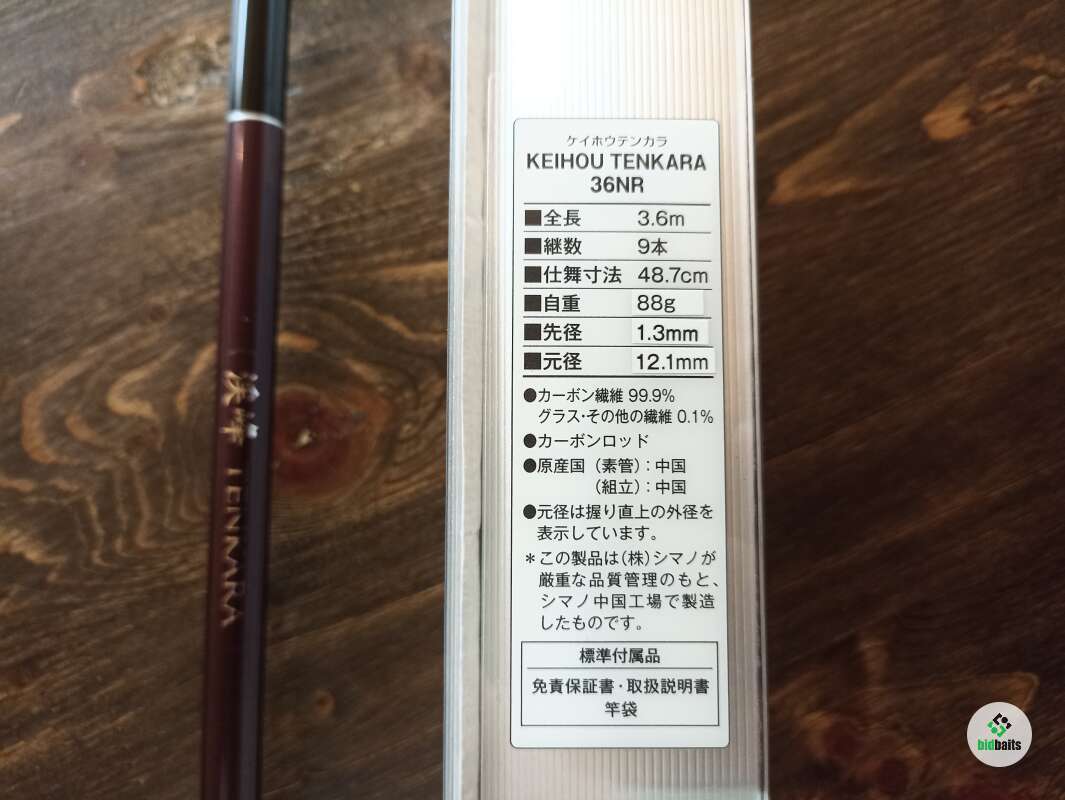 渓峰 TENKARA
ケイホウテンカラ
KEIHOU TENKARA
36NR
■全長 3.6m
■継数 9本
■仕舞寸法 48.7cm
■自重 88g
■先径 1.3mm
■元径 12.1mm
●カーボン繊維 99.9%
グラス・その他の繊維 0.1%
●カーボンロッド
●原産国（素管）：中国
（組立）：中国
●元径は握り直上の外径を
表示しています。
＊この製品は（株）シマノが
厳重な品質管理のもと、
シマノ中国工場で製造
したものです。
標準付属品
免責保証書・取扱説明書
竿袋
bidbaits